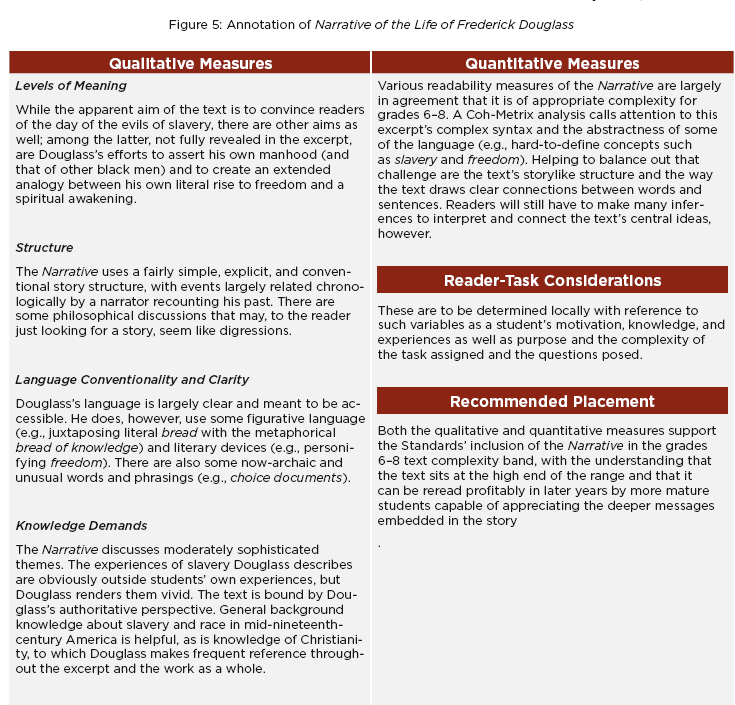 Figure 5: Annotation of Narrative of the Life of Frederick Douglass
Qualitative Measures
Levels of Meaning
While the apparent aim of the text is to convince readers
of the day of the evils of slavery, there are other aims as
well; among the latter, not fully revealed in the excerpt,
are Douglass's efforts to assert his own manhood (and
that of other black men) and to create an extended
analogy between his own literal rise to freedom and a
spiritual awakening.
Structure
The Narrative uses a fairly simple, explicit, and conven-
tional story structure, with events largely related chrono-
logically by a narrator recounting his past. There are
some philosophical discussions that may, to the reader
just looking for a story, seem like digressions.
Language Conventionality and Clarity
Douglass's language is largely clear and meant to be ac-
cessible. He does, however, use some figurative language
(e.g., juxtaposing literal bread with the metaphorical
bread of knowledge) and literary devices (e.g., personi-
fying freedom). There are also some now-archaic and
unusual words and phrasings (e.g., choice documents).
Knowledge Demands
The Narrative discusses moderately sophisticated
themes. The experiences of slavery Douglass describes
are obviously outside students' own experiences, but
Douglass renders them vivid. The text is bound by Dou-
glass's authoritative perspective. General background
knowledge about slavery and race in mid-nineteenth-
century America is helpful, as is knowledge of Christiani-
ty, to which Douglass makes frequent reference through-
out the excerpt and the work as a whole.
Quantitative Measures
Various readability measures of the Narrative are largely
in agreement that it is of appropriate complexity for
grades 6–8. A Coh-Metrix analysis calls attention to this
excerpt's complex syntax and the abstractness of some
of the language (e.g., hard-to-define concepts such
as slavery and freedom). Helping to balance out that
challenge are the text's storylike structure and the way
the text draws clear connections between words and
sentences. Readers will still have to make many infer-
ences to interpret and connect the text's central ideas,
however.
Reader-Task Considerations
These are to be determined locally with reference to
such variables as a student's motivation, knowledge, and
experiences as well as purpose and the complexity of
the task assigned and the questions posed.
Recommended Placement
Both the qualitative and quantitative measures support
the Standards' inclusion of the Narrative in the grades
6–8 text complexity band, with the understanding that
the text sits at the high end of the range and that it
can be reread profitably in later years by more mature
students capable of appreciating the deeper messages
embedded in the story
.